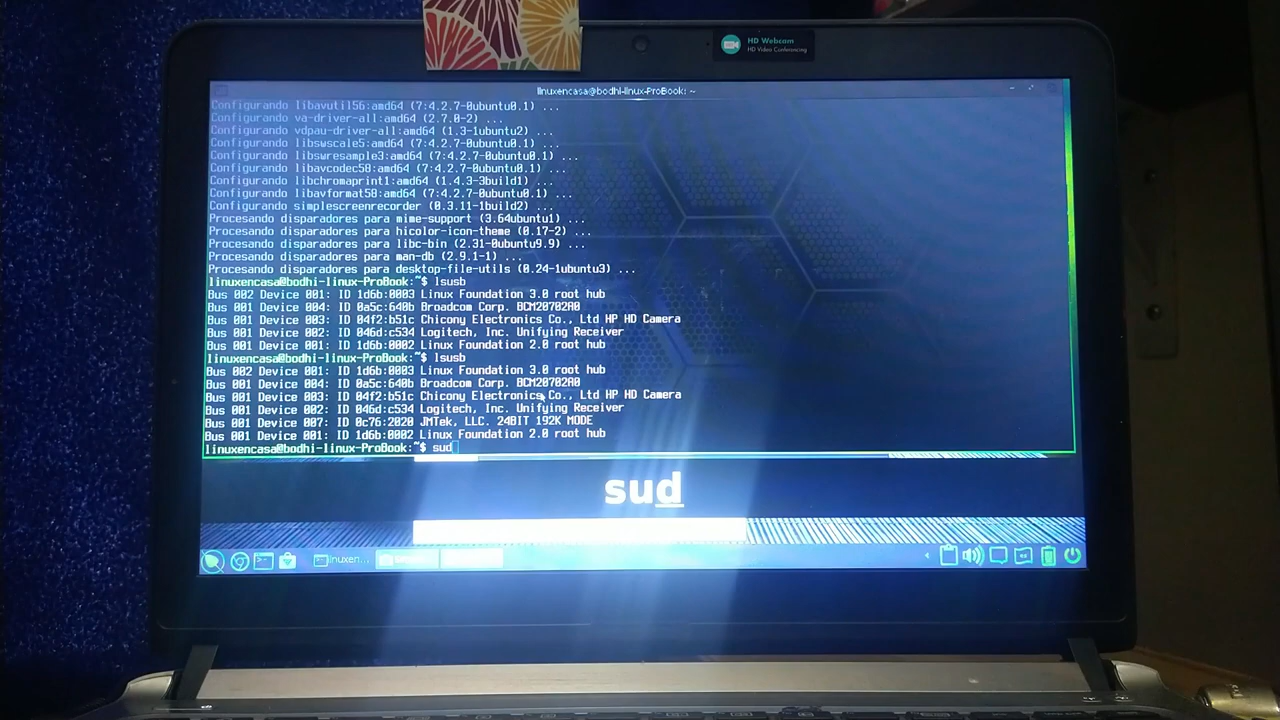 HD Webcam
HD Video Conferencing
linuxencasa@bodhi-linux-ProBook: ~
Configurando libavutil56:amd64 (7:4.2.7-0ubuntu0.1) ...
Configurando va-driver-all:amd64 (2.7.0-2) ...
Configurando vdpau-driver-all:amd64 (1.3-1ubuntu2) ...
Configurando libswscale5:amd64 (7:4.2.7-0ubuntu0.1) ...
Configurando libswresample3:amd64 (7:4.2.7-0ubuntu0.1) ...
Configurando libavcodec58:amd64 (7:4.2.7-0ubuntu0.1) ...
Configurando libchromaprint1:amd64 (1.4.3-3build1) ...
Configurando libavformat58:amd64 (7:4.2.7-0ubuntu0.1) ...
Configurando simplescreenrecorder (0.3.11-1build2) ...
Procesando disparadores para mime-support (3.64ubuntu1) ...
Procesando disparadores para hicolor-icon-theme (0.17-2) ...
Procesando disparadores para libc-bin (2.31-0ubuntu9.9) ...
Procesando disparadores para man-db (2.9.1-1) ...
Procesando disparadores para desktop-file-utils (0.24-1ubuntu3) ...
linuxencasa@bodhi-linux-ProBook:~$ lsusb
Bus 002 Device 001: ID 1d6b:0003 Linux Foundation 3.0 root hub
Bus 001 Device 004: ID 0a5c:640b Broadcom Corp. BCM20702A0
Bus 001 Device 003: ID 04f2:b51c Chicony Electronics Co., Ltd HP HD Camera
Bus 001 Device 002: ID 046d:c534 Logitech, Inc. Unifying Receiver
Bus 001 Device 001: ID 1d6b:0002 Linux Foundation 2.0 root hub
linuxencasa@bodhi-linux-ProBook:~$ lsusb
Bus 002 Device 001: ID 1d6b:0003 Linux Foundation 3.0 root hub
Bus 001 Device 004: ID 0a5c:640b Broadcom Corp. BCM20702A0
Bus 001 Device 003: ID 04f2:b51c Chicony Electronics Co., Ltd HP HD Camera
Bus 001 Device 002: ID 046d:c534 Logitech, Inc. Unifying Receiver
Bus 001 Device 007: ID 0c76:2020 JMTek, LLC. 24BIT 192K MODE
Bus 001 Device 001: ID 1d6b:0002 Linux Foundation 2.0 root hub
linuxencasa@bodhi-linux-ProBook:~$ sud
sud
linuxen...